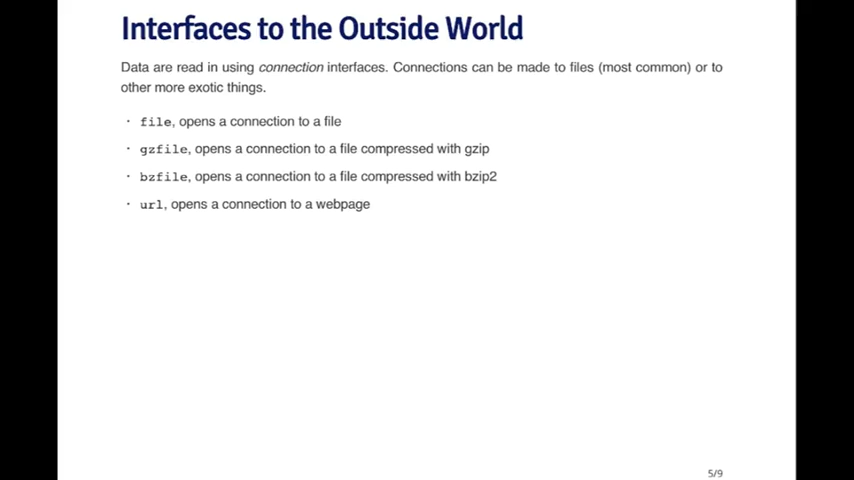 Interfaces to the Outside World
Data are read in using connection interfaces. Connections can be made to files (most common) or to
other more exotic things.
· file, opens a connection to a file
· gzfile, opens a connection to a file compressed with gzip
· bzfile, opens a connection to a file compressed with bzip2
· url, opens a connection to a webpage
5/9